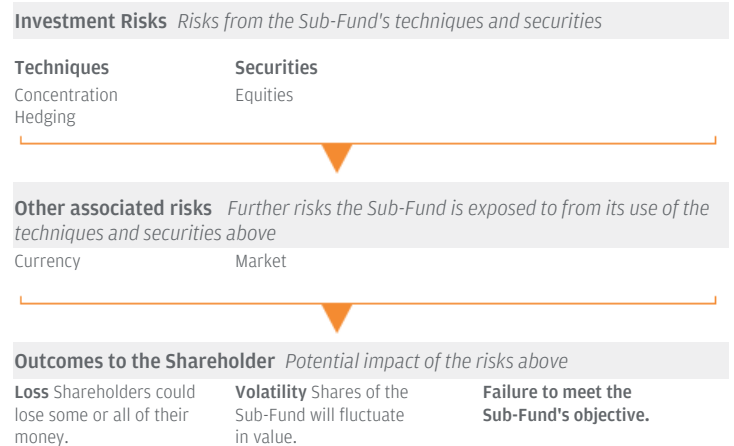 Investment Risks Risks from the Sub-Fund's techniques and securities
Techniques Securities
Concentration Equities
Hedging
Other associated risks Further risks the Sub-Fund is exposed to from its use of the
techniques and securities above
Currency Market
Outcomes to the Shareholder Potential impact of the risks above
Loss Shareholders could
lose some or all of their
money.
Volatility Shares of the
Sub-Fund will fluctuate
in value.
Failure to meet the
Sub-Fund's objective.